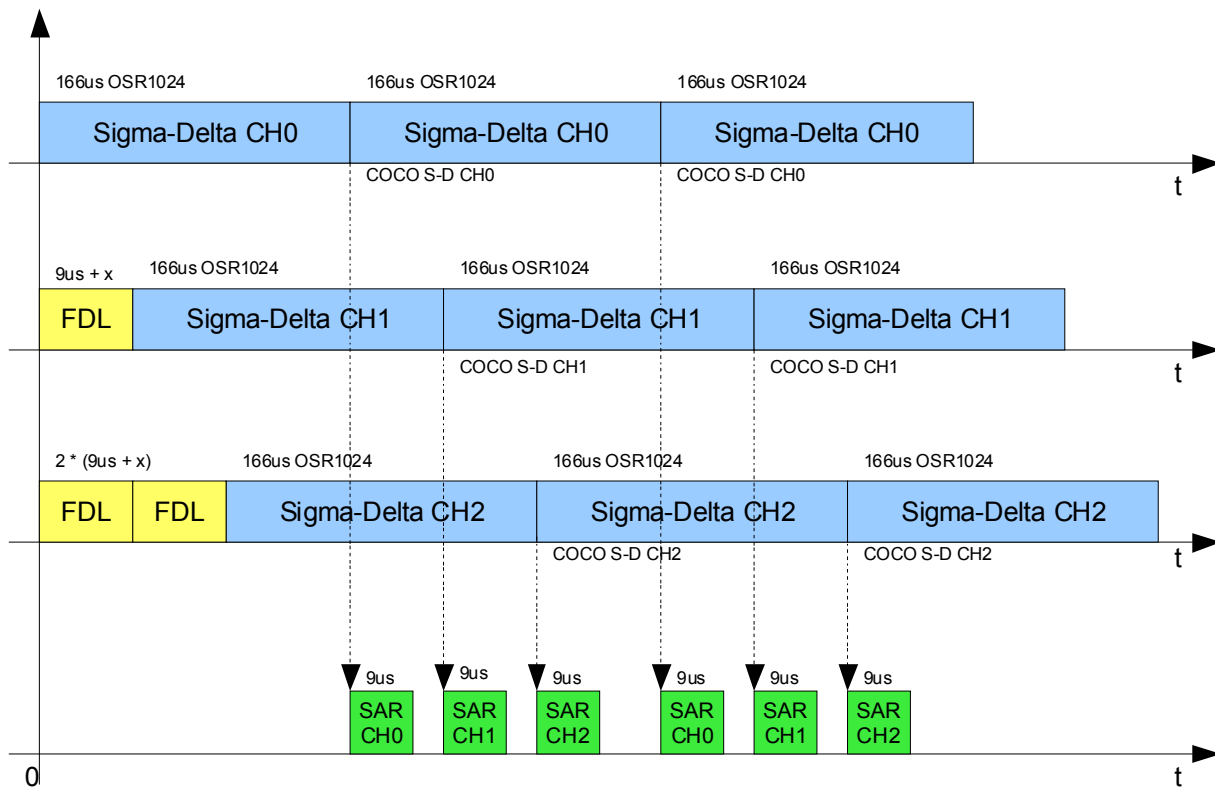 166us OSR1024 166us OSR1024 166us OSR1024
Sigma-Delta CH0 Sigma-Delta CH0 Sigma-Delta CH0
COCO S-D CH0 COCO S-D CH0
t
9us + x 166us OSR1024 166us OSR1024 166us OSR1024
FDL Sigma-Delta CH1 Sigma-Delta CH1 Sigma-Delta CH1
COCO S-D CH1 COCO S-D CH1
t
2 * (9us + x) 166us OSR1024 166us OSR1024 166us OSR1024
FDL FDL Sigma-Delta CH2 Sigma-Delta CH2 Sigma-Delta CH2
COCO S-D CH2 COCO S-D CH2
t
9us 9us 9us 9us 9us 9us
SAR SAR SAR SAR SAR SAR
CH0 CH1 CH2 CH0 CH1 CH2
0 t